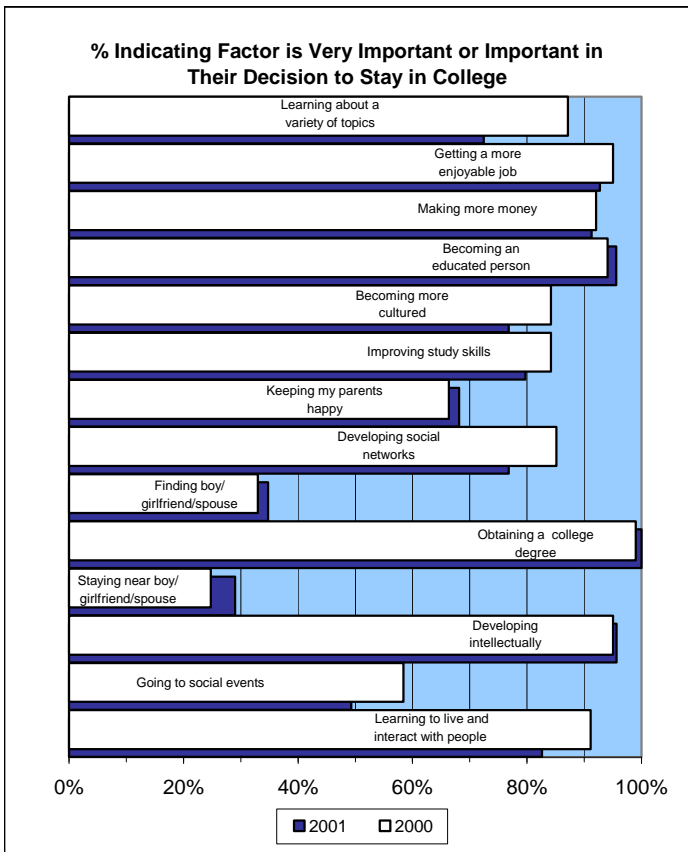 % Indicating Factor is Very Important or Important in
Their Decision to Stay in College
Learning about a
variety of topics
Getting a more
enjoyable job
Making more money
Becoming an
educated person
Becoming more
cultured
Improving study skills
Keeping my parents
happy
Developing social
networks
Finding boy/
girlfriend/spouse
Obtaining a college
degree
Staying near boy/
girlfriend/spouse
Developing
intellectually
Going to social events
Learning to live and
interact with people
0% 20% 40% 60% 80% 100%
2001 2000